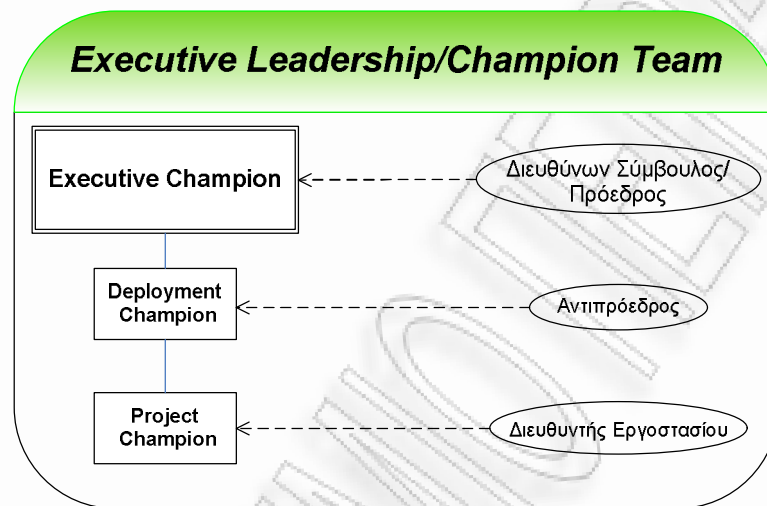 Executive Leadership/Champion Team
Executive Champion
Διευθύνων Σύμβουλος/
Πρόεδρος
Deployment
Champion
Αντιπρόεδρος
Project
Champion
Διευθυντής Εργοστασίου